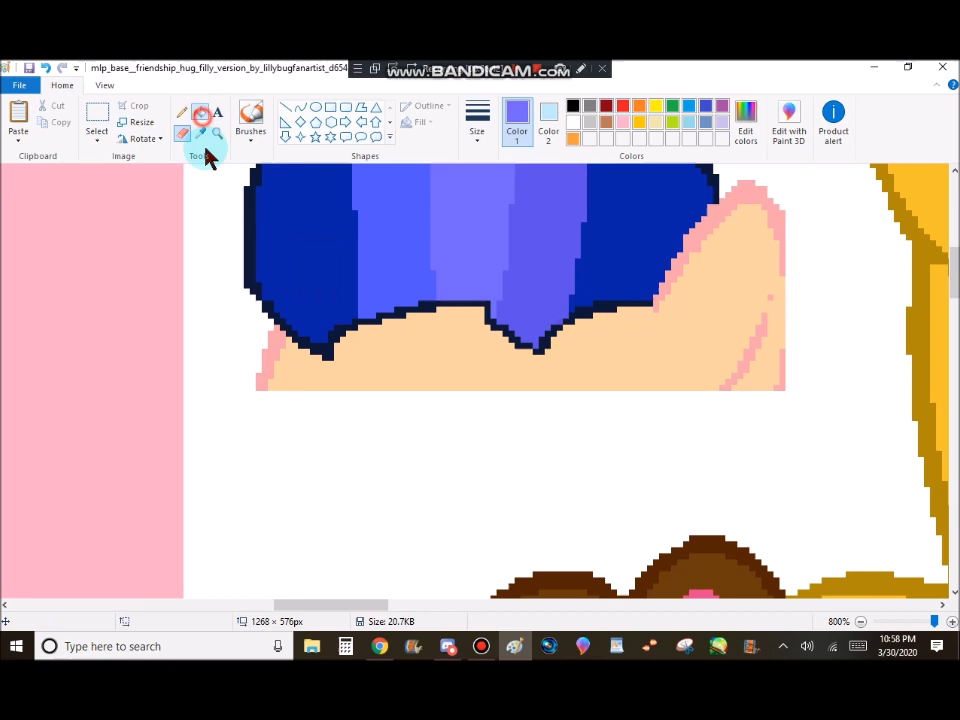 mlp_base__friendship_hug_filly_version_by_lillybugfanartist_d654
www.BANDICAM.com
File
Home
View
Paste
Cut
Copy
Clipboard
Select
Crop
Resize
Rotate
Image
A
Tools
Brushes
Shapes
Outline
Fill
Size
Color
1
Color
2
Edit
colors
Colors
Edit with
Paint 3D
Product
alert
1268 × 576px
Size: 20.7KB
800%
Type here to search
10:58 PM
3/30/2020